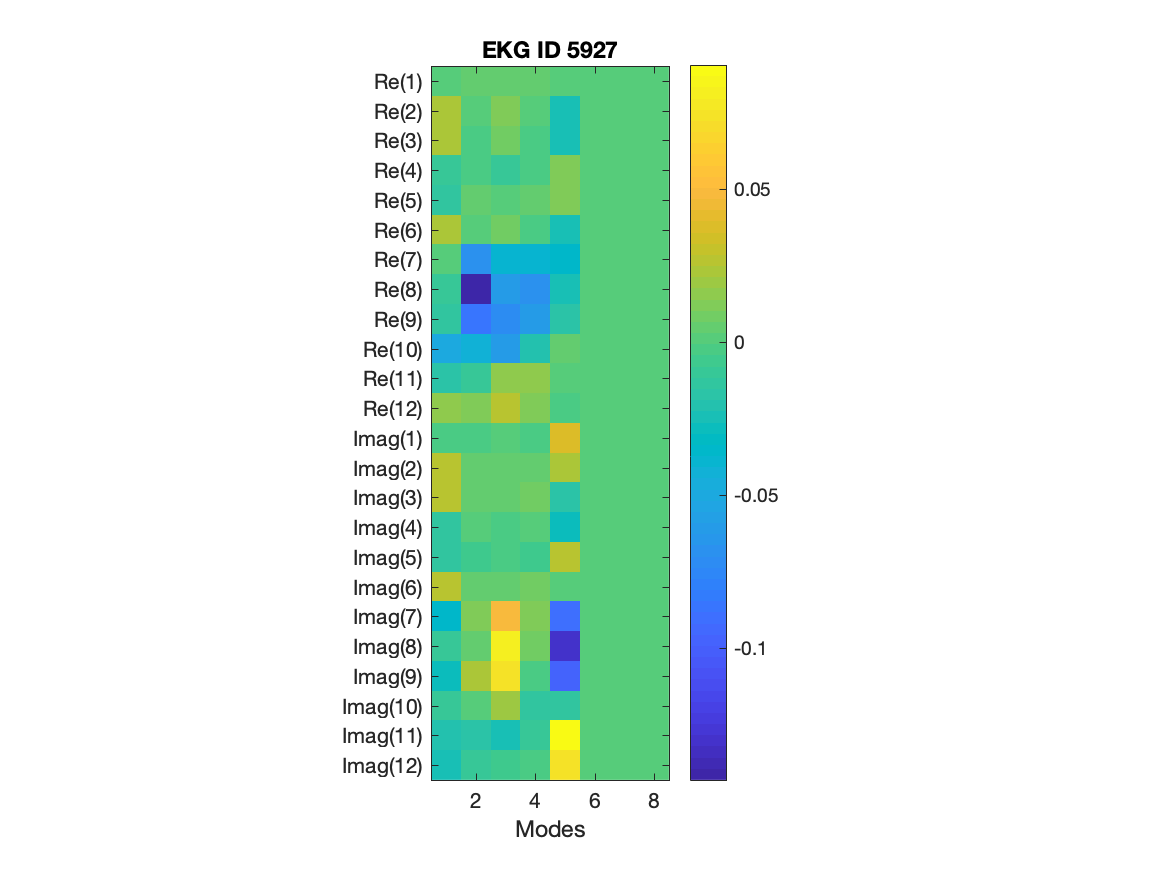 EKG ID 5927
Re(1)
Re(2)
Re(3)
Re(4)
Re(5)
Re(6)
Re(7)
Re(8)
Re(9)
Re(10)
Re(11)
Re(12)
Imag(1)
Imag(2)
Imag(3)
Imag(4)
Imag(5)
Imag(6)
Imag(7)
Imag(8)
Imag(9)
Imag(10)
Imag(11)
Imag(12)
2 4 6 8
Modes
0.05
0
-0.05
-0.1